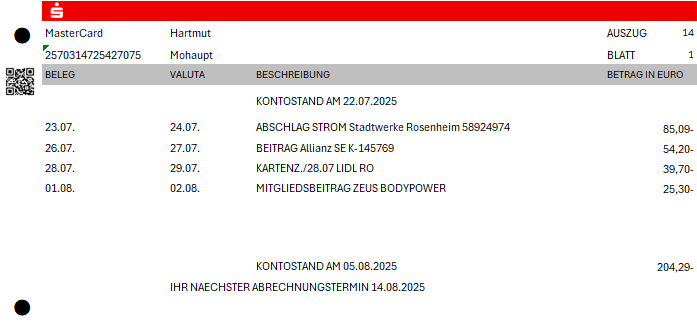 MasterCard Hartmut AUSZUG 14
2570314725427075 Mohaupt BLATT 1
BELEG VALUTA BESCHREIBUNG BETRAG IN EURO
KONTOSTAND AM 22.07.2025
23.07. 24.07. ABSCHLAG STROM Stadtwerke Rosenheim 58924974 85,09-
26.07. 27.07. BEITRAG Allianz SE K-145769 54,20-
28.07. 29.07. KARTENZ./28.07 LIDL RO 39,70-
01.08. 02.08. MITGLIEDSBEITRAG ZEUS BODYPOWER 25,30-
KONTOSTAND AM 05.08.2025 204,29-
IHR NAECHSTER ABRECHNUNGSTERMIN 14.08.2025